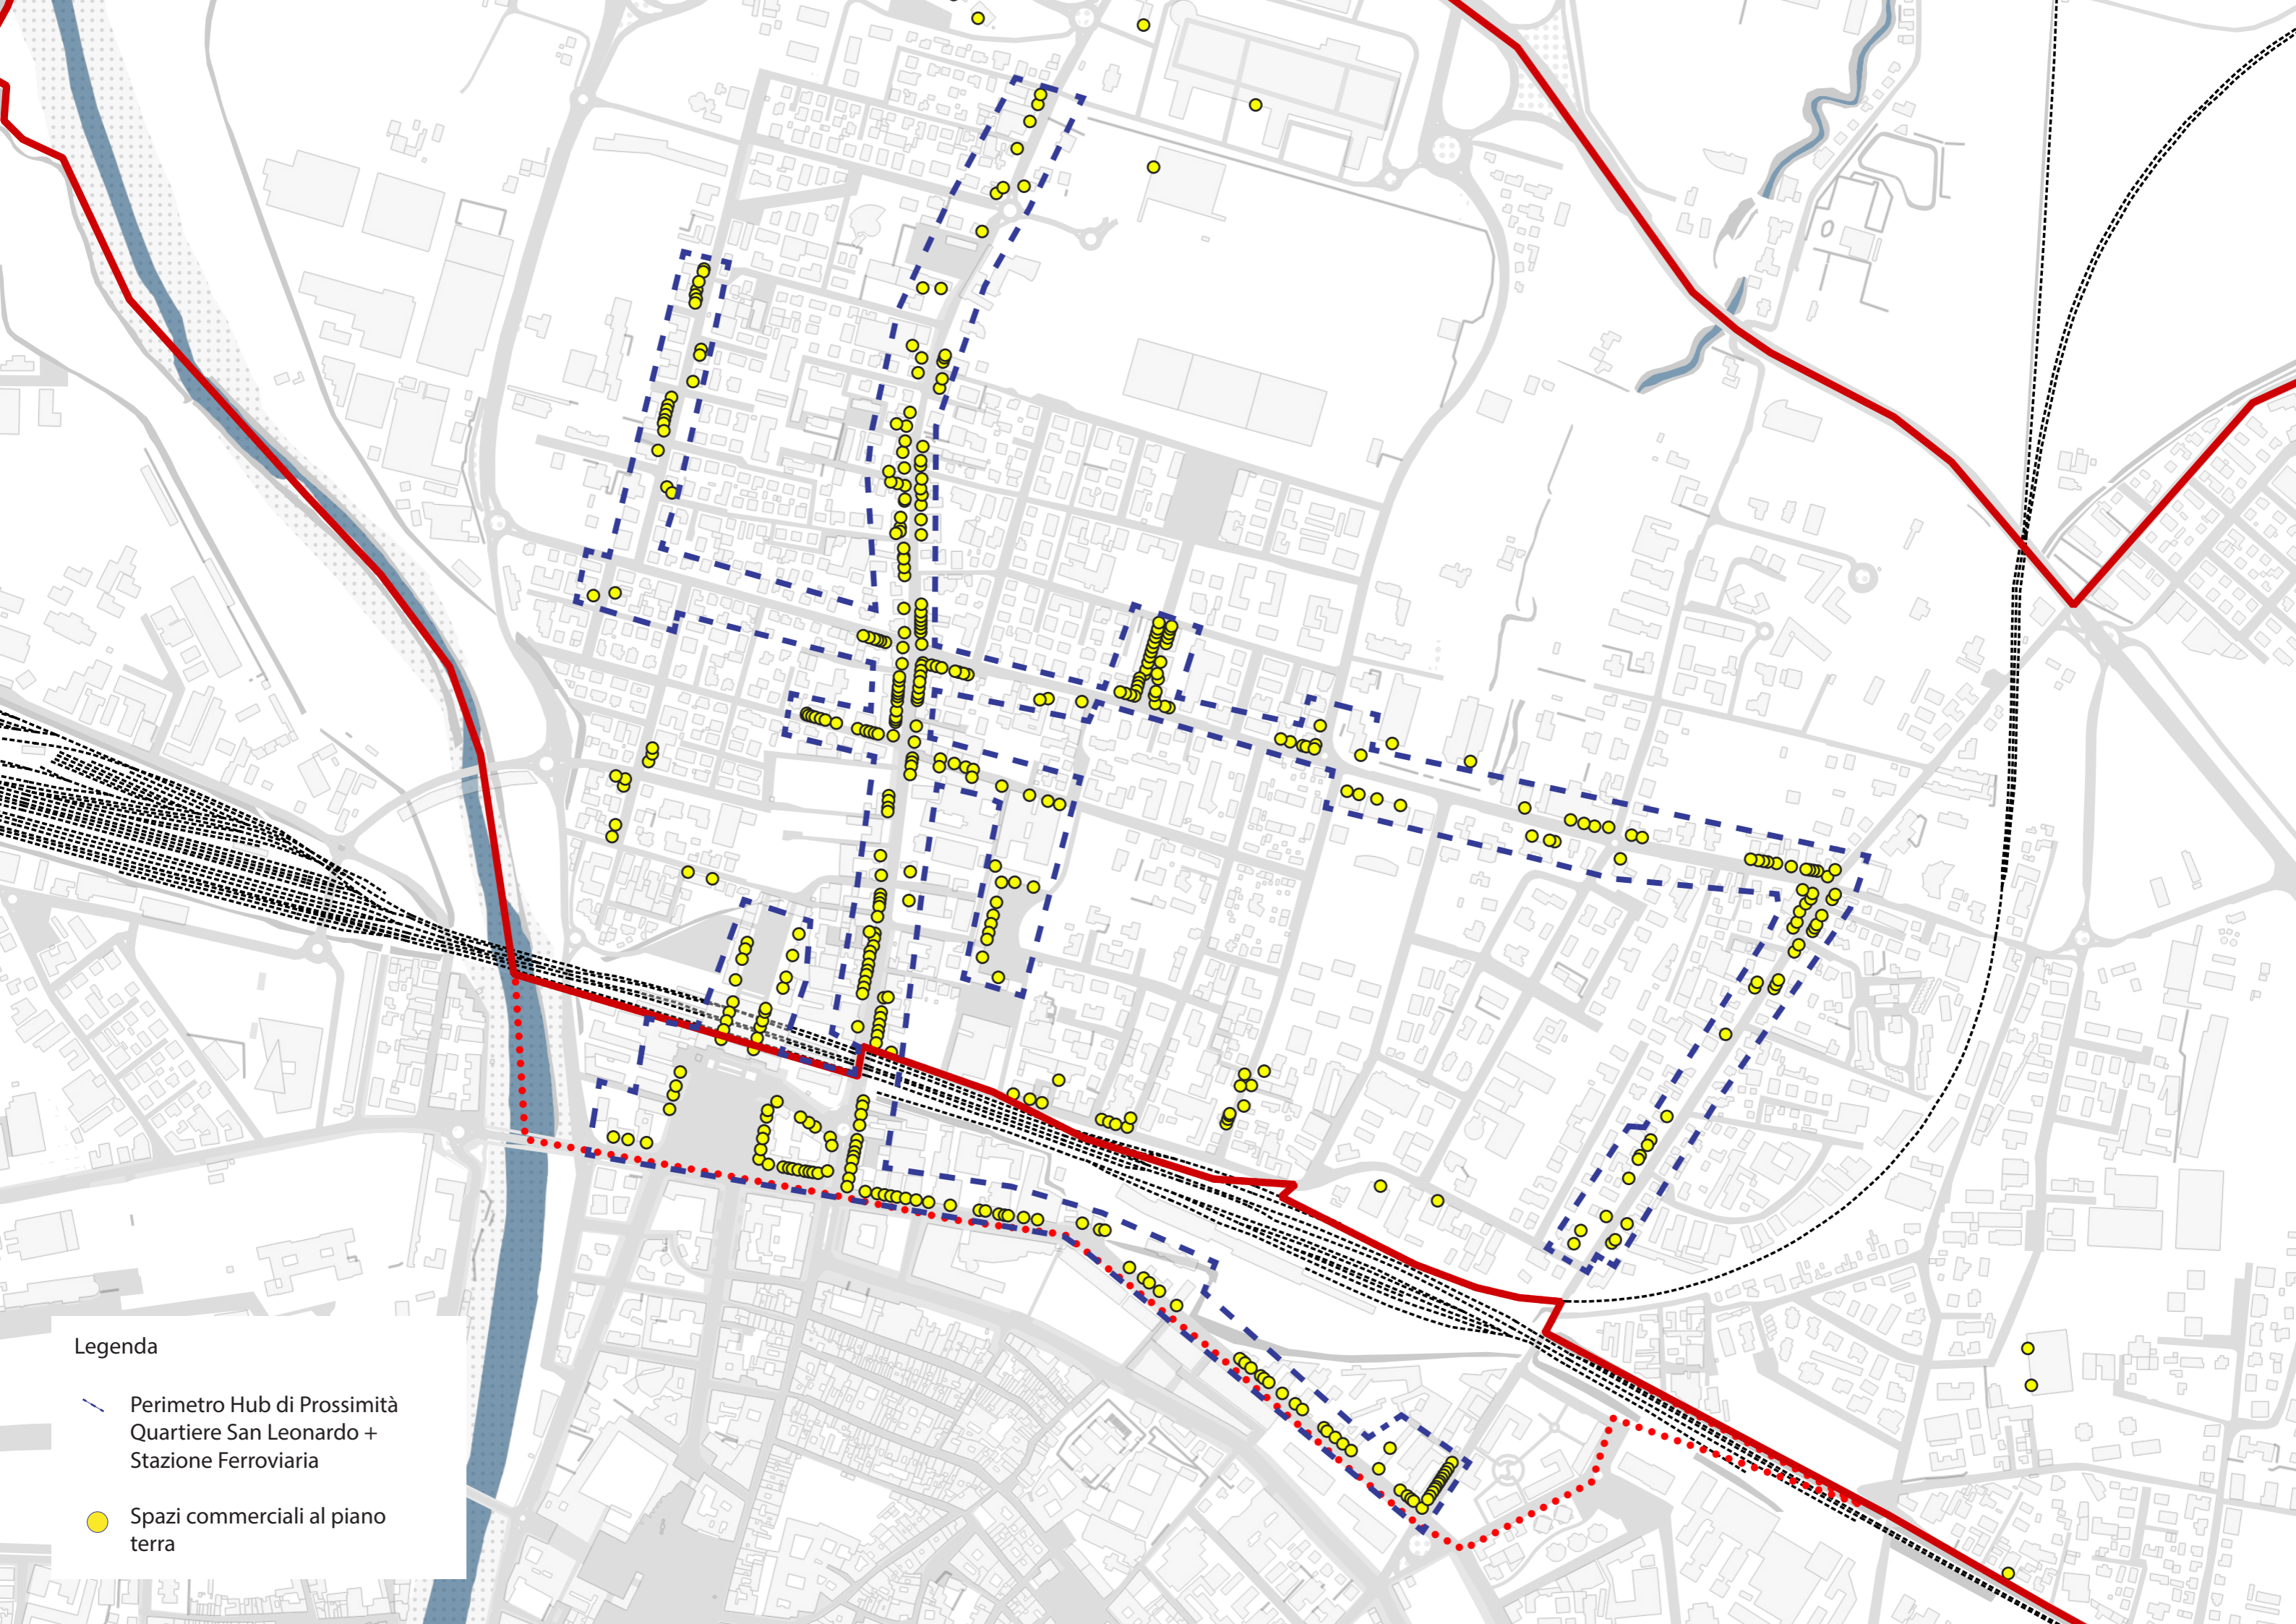 Legenda
Perimetro Hub di Prossimità
Quartiere San Leonardo +
Stazione Ferroviaria
Spazi commerciali al piano
terra